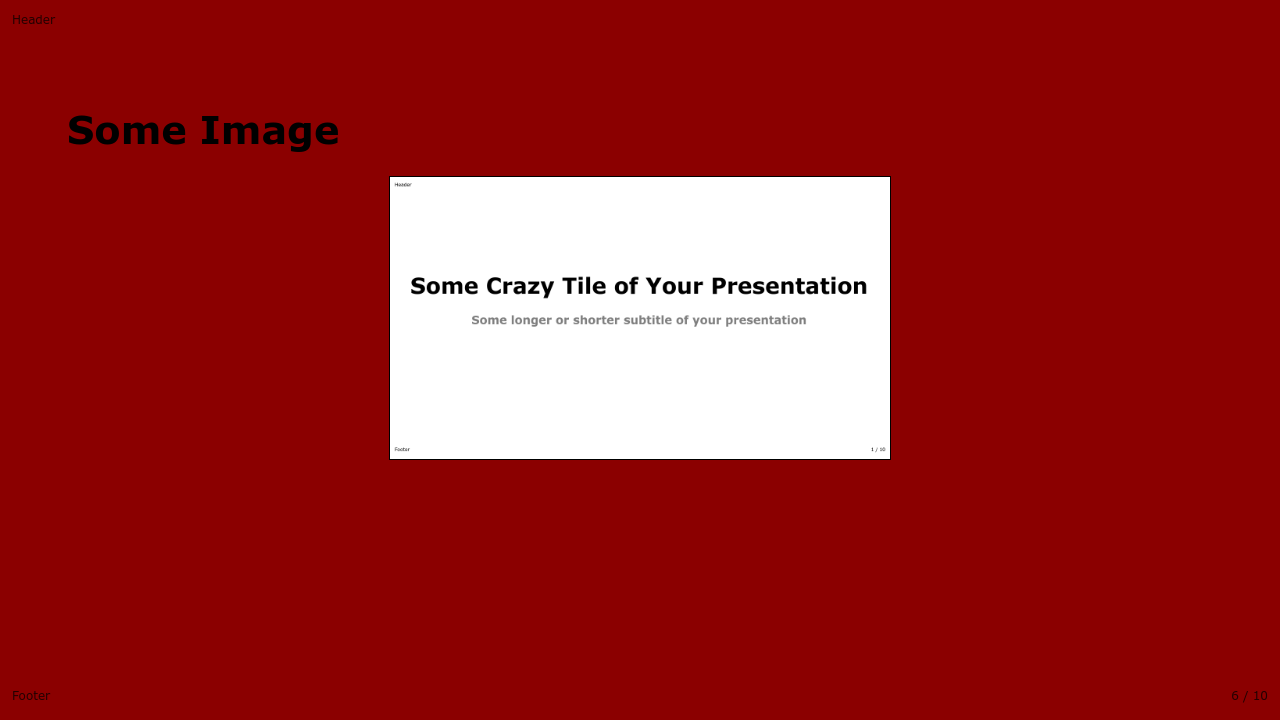 Header
Some Image
Header
Some Crazy Tile of Your Presentation
Some longer or shorter subtitle of your presentation
Footer
1 / 10
Footer
6 / 10